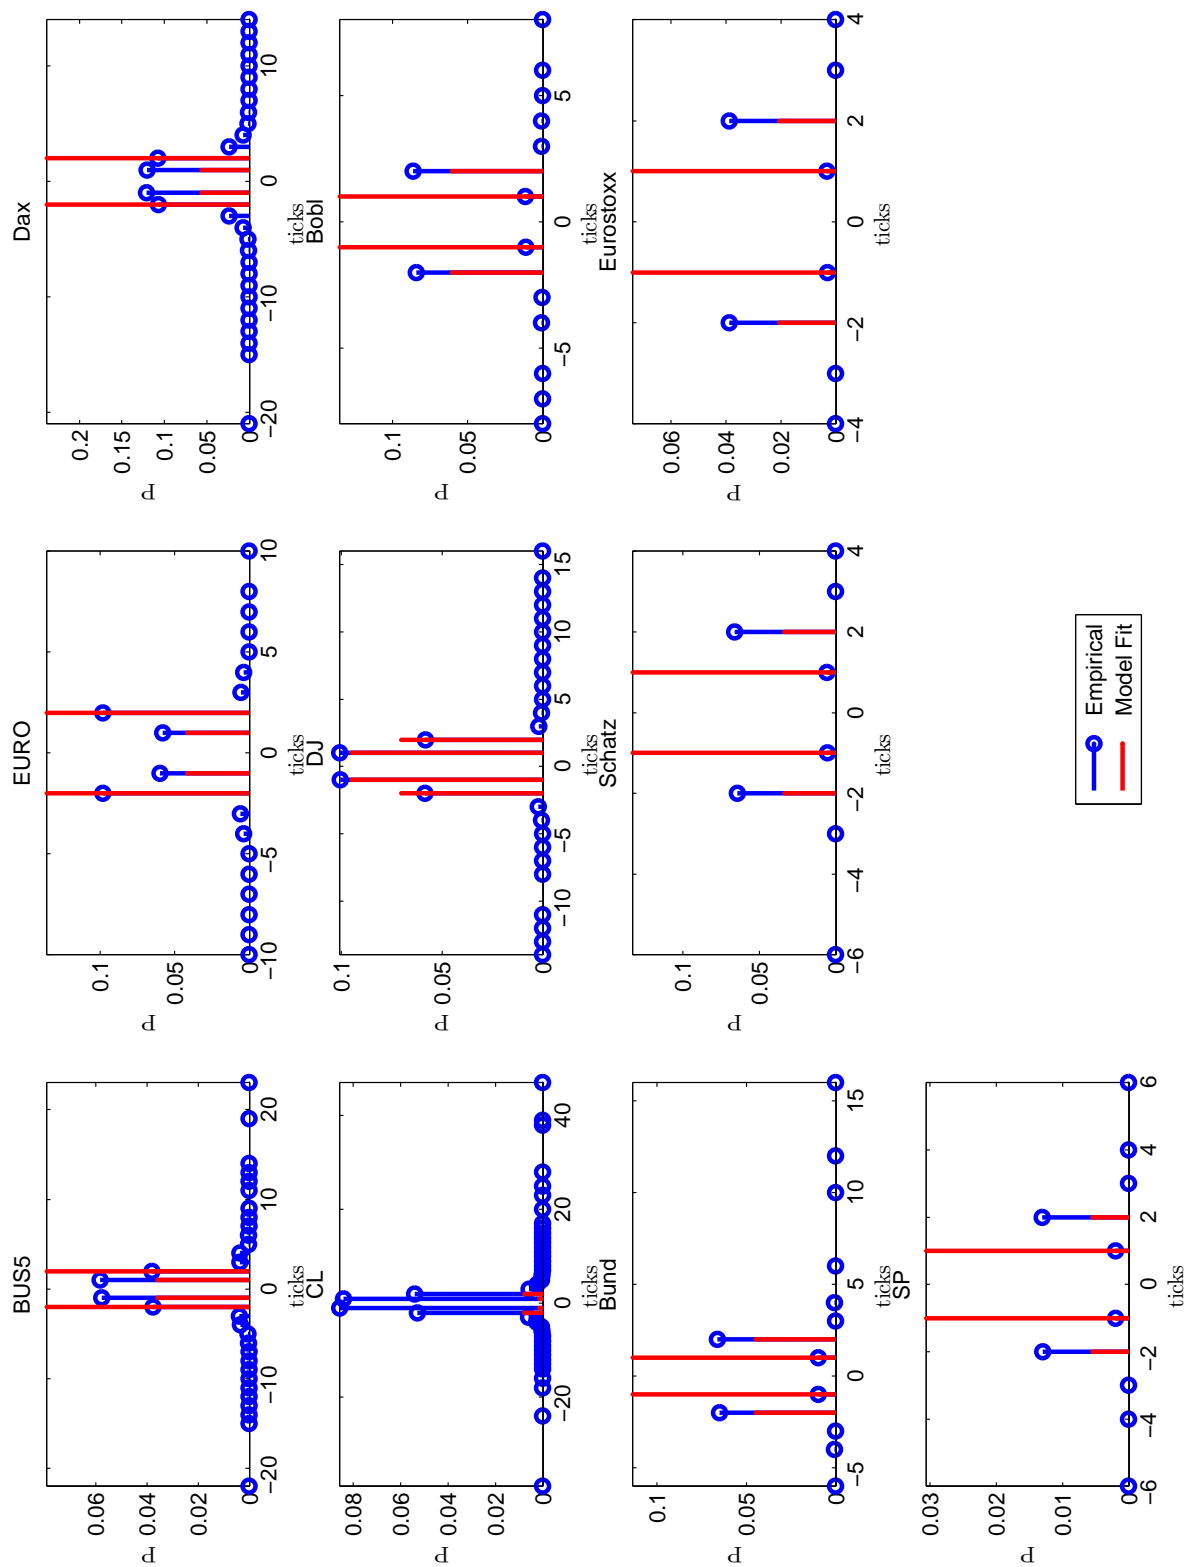 BUS5
0.06
0.04
0.02
0
P
−20 −10 0 10 20
ticks
EURO
0.1
0.05
0
P
−10 −5 0 5 10
ticks
Dax
0.2
0.15
0.1
0.05
0
P
−20 −10 0 10
ticks
CL
0.08
0.06
0.04
0.02
0
P
−20 0 20 40
ticks
DJ
0.1
0.05
0
P
−10 −5 0 5 10 15
ticks
Bobl
0.1
0.05
0
P
−5 0 5
ticks
Bund
0.1
0.05
0
P
−5 0 5 10 15
ticks
Schatz
0.1
0.05
0
P
−6 −4 −2 0 2 4
ticks
Eurostoxx
0.06
0.04
0.02
0
P
−4 −2 0 2 4
ticks
SP
0.03
0.02
0.01
0
P
−6 −4 −2 0 2 4 6
ticks
Empirical
Model Fit